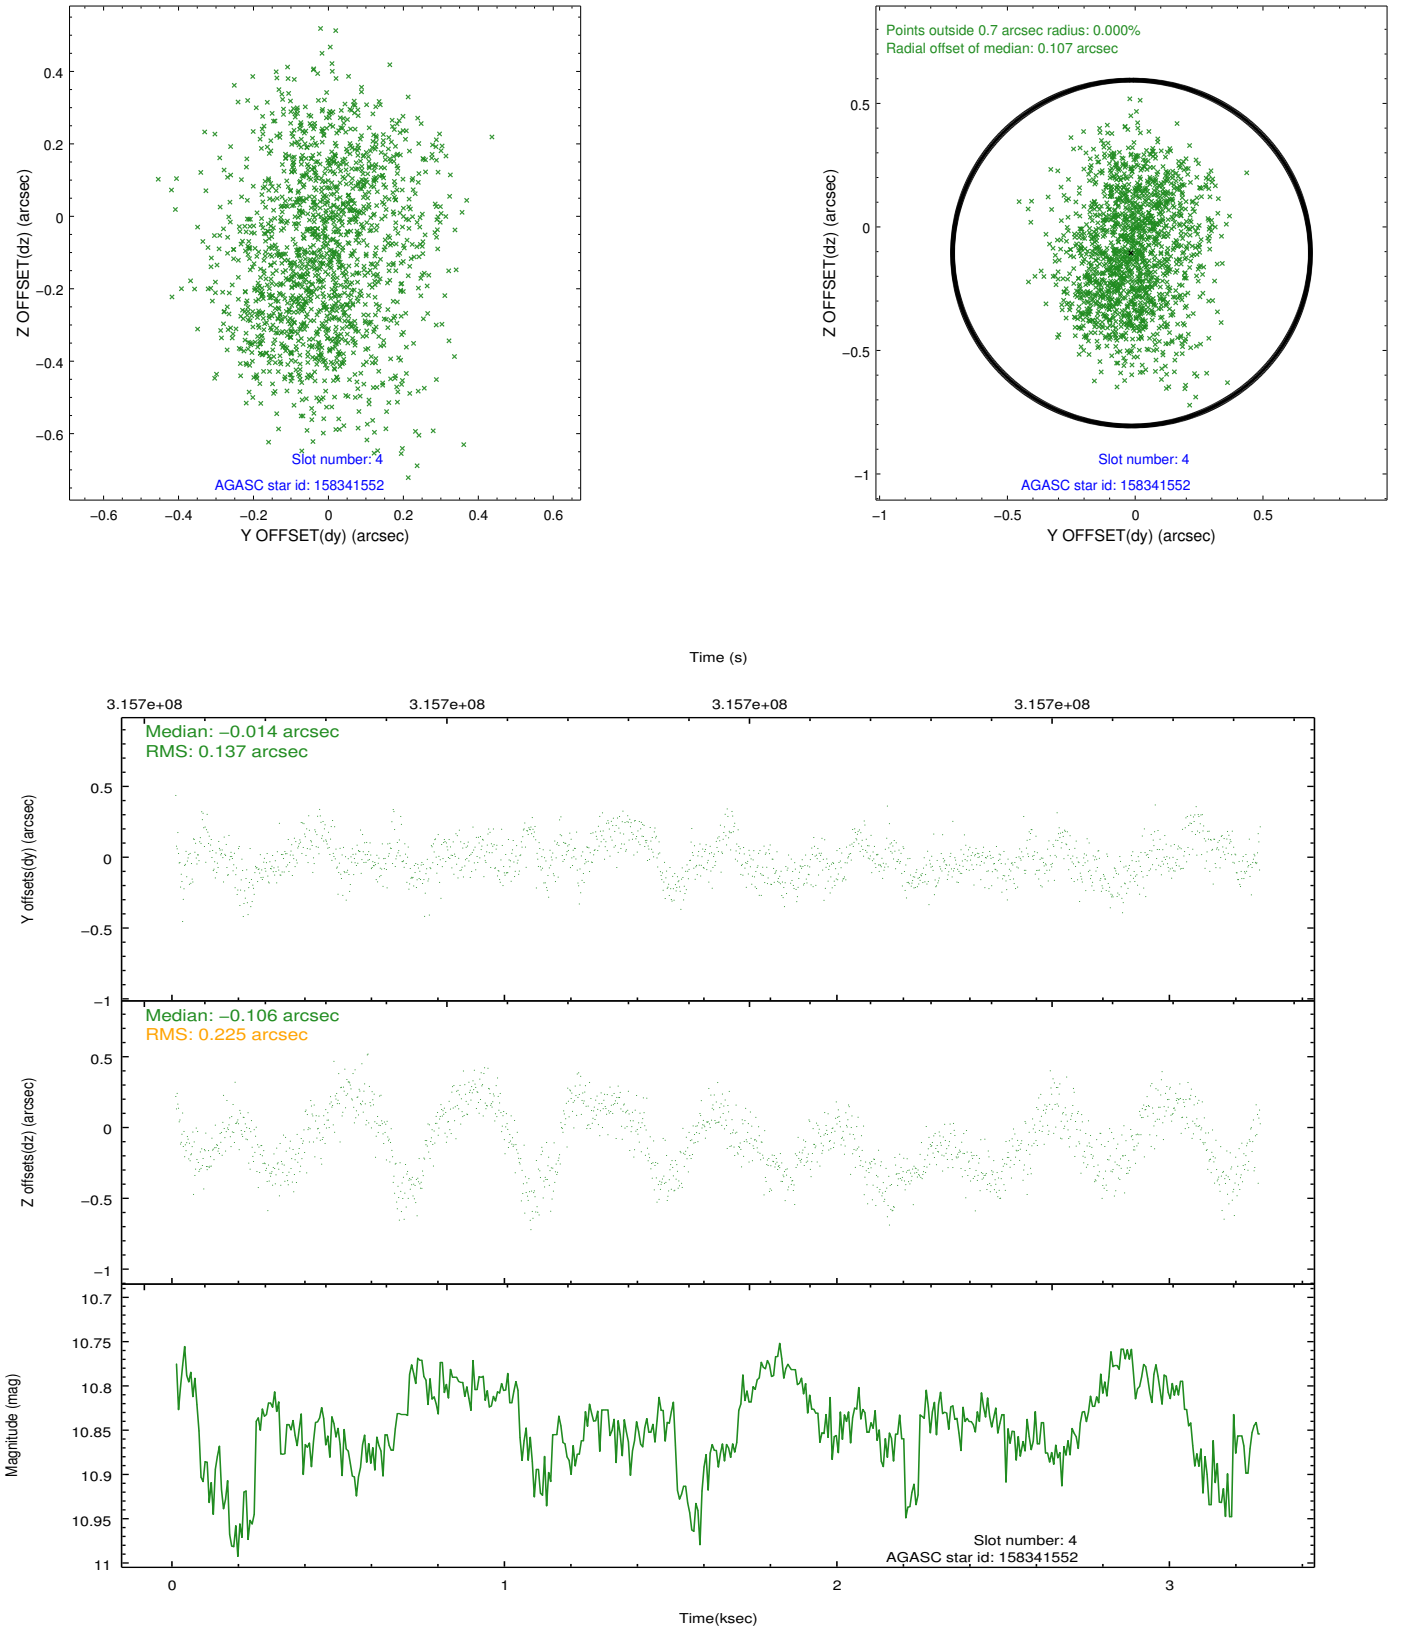 0.4
0.2
0
−0.2
−0.4
−0.6
Z OFFSET(dz) (arcsec)
Slot number: 4
AGASC star id: 158341552
−0.6 −0.4 −0.2 0 0.2 0.4 0.6
Y OFFSET(dy) (arcsec)
Points outside 0.7 arcsec radius: 0.000%
Radial offset of median: 0.107 arcsec
0.5
0
−0.5
−1
Z OFFSET(dz) (arcsec)
Slot number: 4
AGASC star id: 158341552
−1 −0.5 0 0.5
Y OFFSET(dy) (arcsec)
Time (s)
3.157e+08 3.157e+08 3.157e+08 3.157e+08
Median: −0.014 arcsec
RMS: 0.137 arcsec
0.5
0
−0.5
−1
Y offsets(dy) (arcsec)
Median: −0.106 arcsec
RMS: 0.225 arcsec
0.5
0
−0.5
−1
Z offsets(dz) (arcsec)
10.7
10.75
10.8
10.85
10.9
10.95
11
Magnitude (mag)
Slot number: 4
AGASC star id: 158341552
0 1 2 3
Time(ksec)